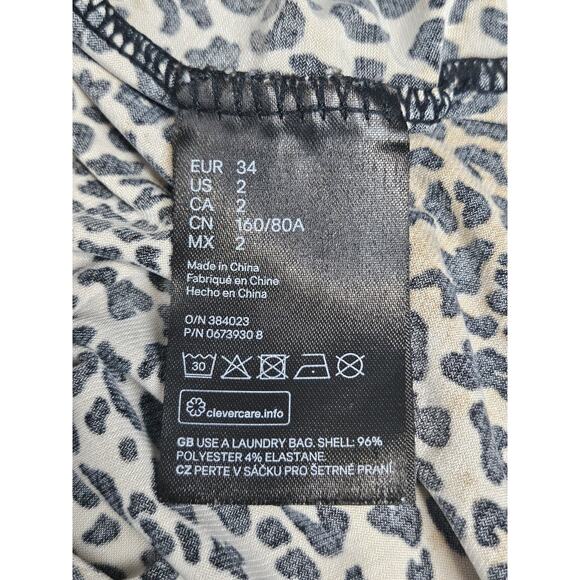 EUR 34
US 2
CA 2
CN 160/80A
MX 2
Made in China
Fabriqué en Chine
Hecho en China
O/N 384023
P/N 0673930 8
30
clevercare.info
GB USE A LAUNDRY BAG. SHELL: 96%
POLYESTER 4% ELASTANE.
CZ PERTE V SÁČKU PRO ŠETRNÉ PRANÍ.